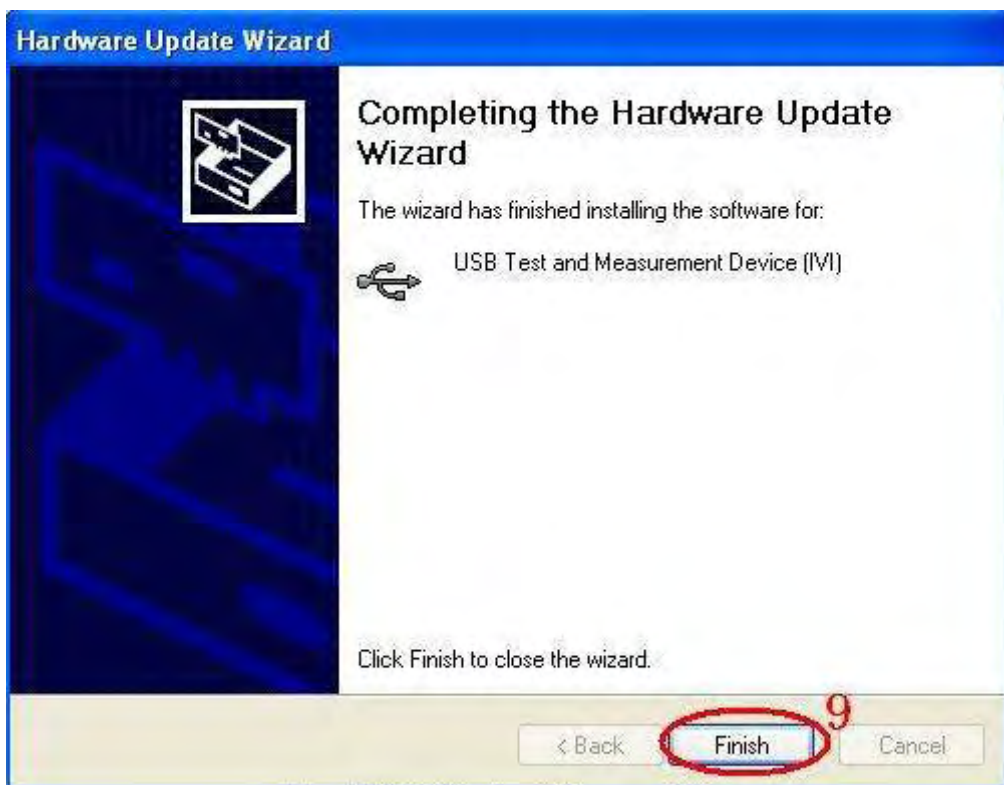 Hardware Update Wizard
Completing the Hardware Update
Wizard
The wizard has finished installing the software for:
USB Test and Measurement Device (IVI)
Click Finish to close the wizard.
9
< Back Finish Cancel